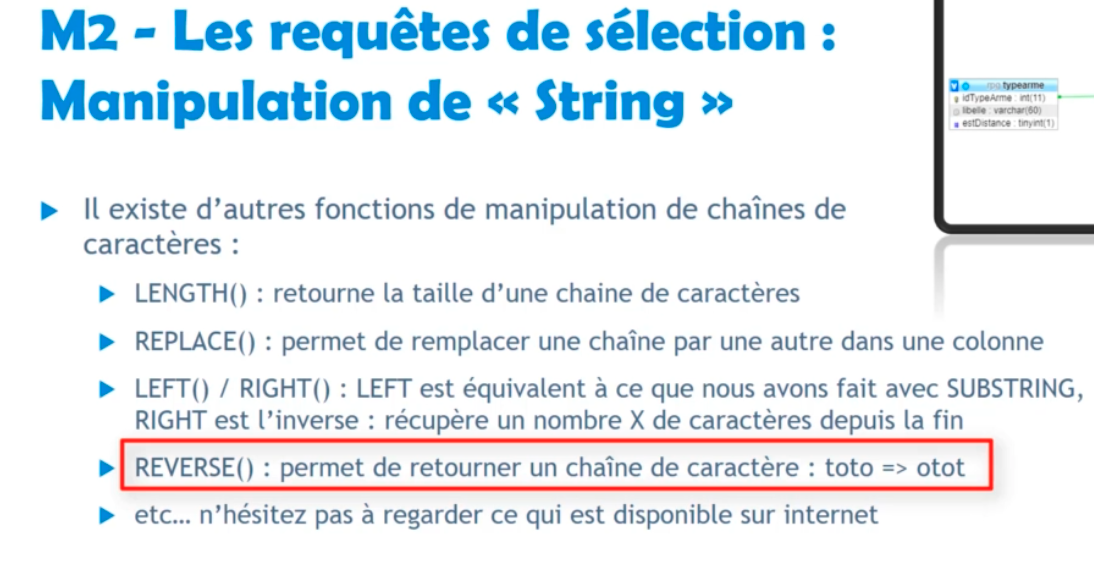 M2 - Les requêtes de sélection :
Manipulation de « String »
rpg.typearme
idTypeArme : int(11)
libelle : varchar(60)
estDistance : tinyint(1)
Il existe d'autres fonctions de manipulation de chaînes de
caractères :
LENGTH() : retourne la taille d'une chaine de caractères
REPLACE() : permet de remplacer une chaîne par une autre dans une colonne
LEFT() / RIGHT() : LEFT est équivalent à ce que nous avons fait avec SUBSTRING,
RIGHT est l'inverse : récupère un nombre X de caractères depuis la fin
REVERSE() : permet de retourner un chaîne de caractère : toto => otot
etc… n'hésitez pas à regarder ce qui est disponible sur internet